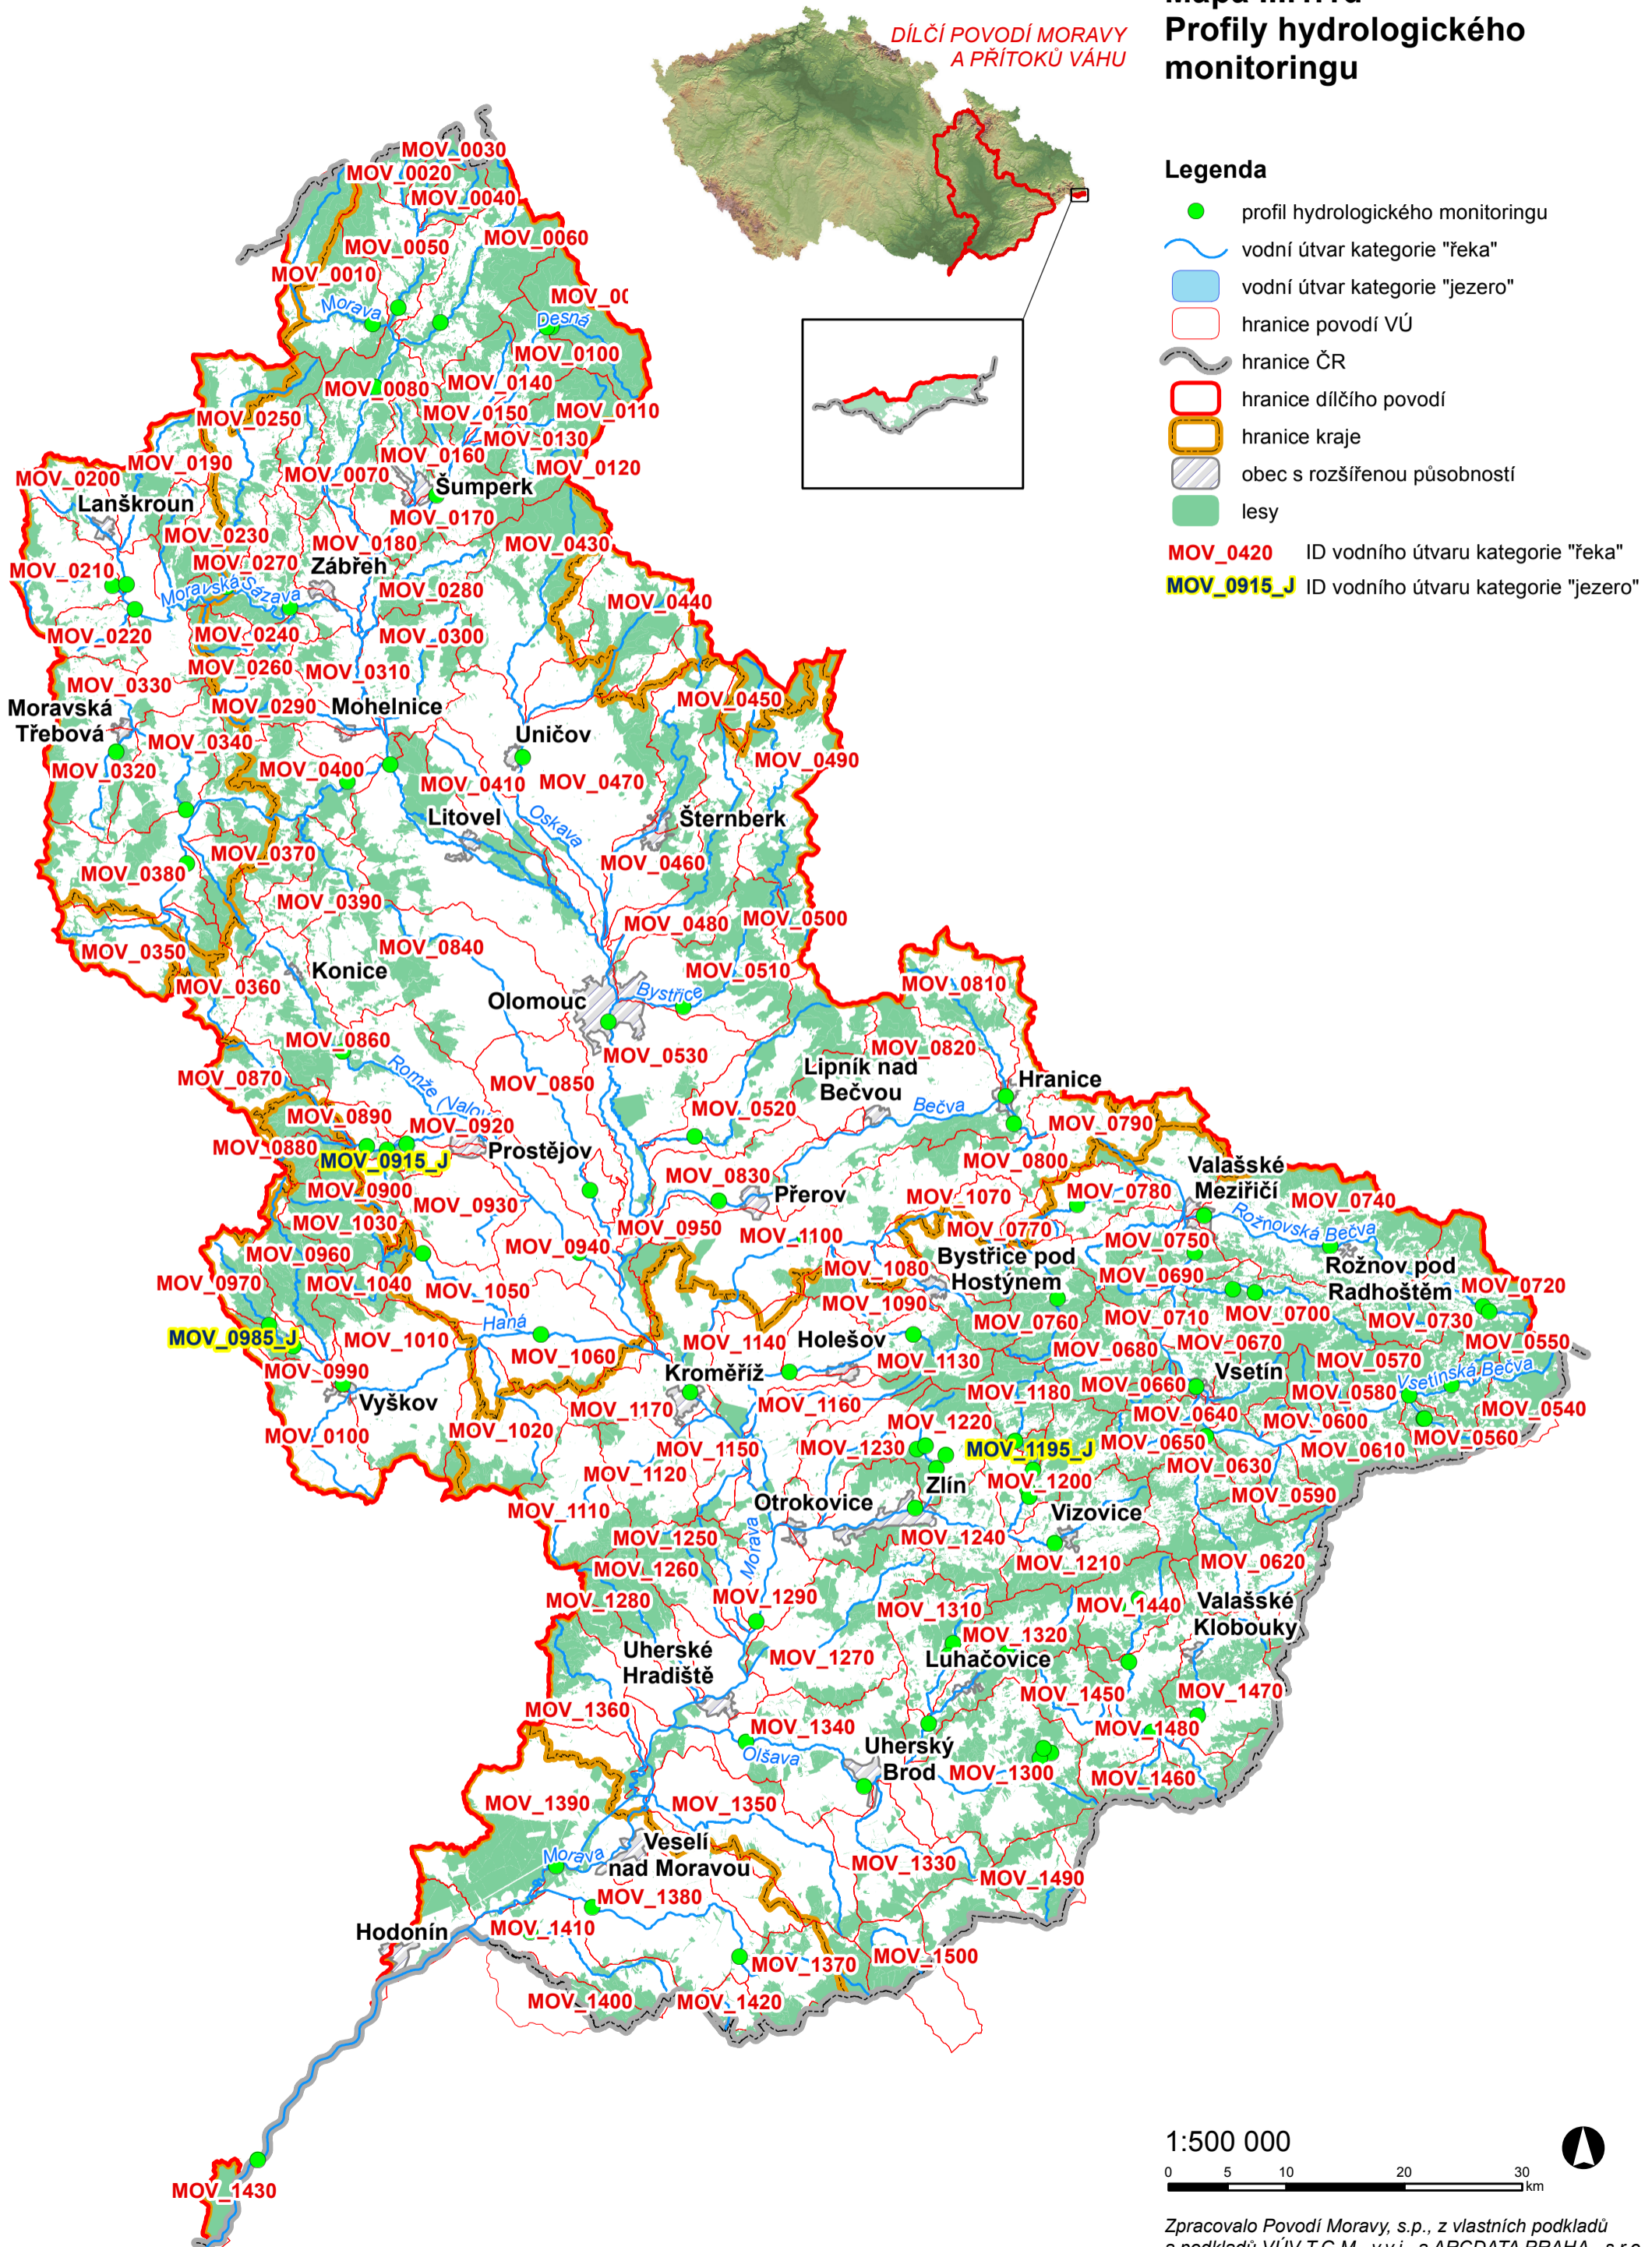 Profily hydrologického
monitoringu
DÍLČÍ POVODÍ MORAVY
A PŘÍTOKŮ VÁHU
Legenda
profil hydrologického monitoringu
vodní útvar kategorie "řeka"
vodní útvar kategorie "jezero"
hranice povodí VÚ
hranice ČR
hranice dílčího povodí
hranice kraje
obec s rozšířenou působností
lesy
MOV_0420 ID vodního útvaru kategorie "řeka"
MOV_0915_J ID vodního útvaru kategorie "jezero"
MOV_0030
MOV_0020
MOV_0040
MOV_0060
MOV_0050
MOV_0010
Morava
Desná
MOV_0100
MOV_0080
MOV_0140
MOV_0250
MOV_0150
MOV_0110
MOV_0130
MOV_0160
MOV_0190
MOV_0120
MOV_0200
MOV_0070
Šumperk
Lanškroun
MOV_0170
MOV_0230
MOV_0180
MOV_0430
MOV_0270
Zábřeh
MOV_0210
Moravská Sázava
MOV_0280
MOV_0440
MOV_0220
MOV_0240
MOV_0300
MOV_0260
MOV_0310
MOV_0330
MOV_0450
Moravská
Třebová
MOV_0290
Mohelnice
Uničov
MOV_0340
MOV_0490
MOV_0320
MOV_0400
MOV_0410
MOV_0470
Litovel
Oskava
Šternberk
MOV_0370
MOV_0460
MOV_0380
MOV_0390
MOV_0480
MOV_0500
MOV_0350
MOV_0840
Konice
MOV_0510
MOV_0360
Olomouc
Bystřice
MOV_0810
MOV_0860
MOV_0530
MOV_0820
Lipník nad
Bečvou
Hranice
MOV_0870
Romže (Valov
MOV_0850
MOV_0890
MOV_0520
Bečva
MOV_0920
MOV_0790
MOV_0880
Prostějov
MOV_0915_J
MOV_0800
Valašské
Meziříčí
MOV_0900
MOV_0830
Přerov
MOV_1070
MOV_0780
MOV_0740
MOV_0930
MOV_1030
MOV_0950
MOV_0770
Rožnovská Bečva
MOV_0960
MOV_0940
MOV_1100
MOV_0750
Bystřice pod
Hostýnem
MOV_1080
Rožnov pod
Radhoštěm
MOV_0970
MOV_1040
MOV_1050
MOV_0690
MOV_0720
MOV_1090
MOV_0710
MOV_0700
MOV_0730
Haná
MOV_0760
MOV_0985_J
MOV_1010
MOV_1140
Holešov
MOV_0680
MOV_0670
MOV_0550
MOV_1060
MOV_1130
MOV_0570
MOV_0990
Kroměříž
Vsetín
Vsetínská Bečva
MOV_0660
MOV_0580
MOV_1180
Vyškov
MOV_1170
MOV_1160
MOV_0640
MOV_0600
MOV_0540
MOV_0100
MOV_1020
MOV_1220
MOV_0560
MOV_1150
MOV_1230
MOV_1195_J
MOV_0650
MOV_0610
MOV_1120
MOV_0630
Zlín
MOV_1200
MOV_0590
Otrokovice
MOV_1110
Vizovice
MOV_1250
MOV_1240
Morava
MOV_1260
MOV_1210
MOV_0620
MOV_1280
MOV_1290
MOV_1310
MOV_1440
Valašské
Klobouky
MOV_1320
Uherské
Hradiště
MOV_1270
Luhačovice
MOV_1450
MOV_1470
MOV_1360
MOV_1340
MOV_1480
Olšava
Uherský
Brod
MOV_1300
MOV_1460
MOV_1390
MOV_1350
Veselí
nad Moravou
Morava
MOV_1330
MOV_1490
MOV_1380
Hodonín
MOV_1410
MOV_1500
MOV_1370
MOV_1400
MOV_1420
MOV_1430
1:500 000
0 5 10 20 30
km
Zpracovalo Povodí Moravy, s.p., z vlastních podkladů